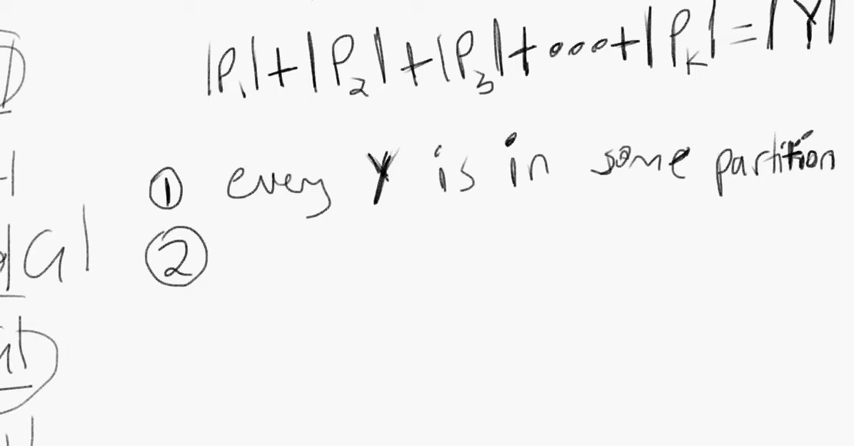 |P₁|+|P₂|+|P₃|+...+|Pₖ|=|Y|
① every y is in some partition
|G|
②